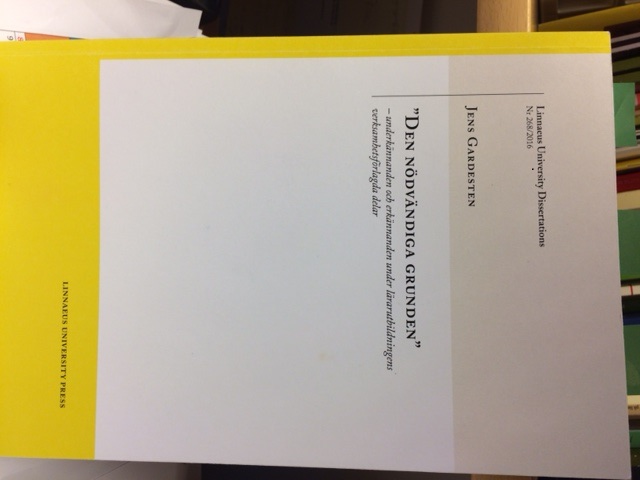 Linnaeus University Dissertations
Nr 268/2016
JENS GARDESTEN
”DEN NÖDVÄNDIGA GRUNDEN”
– underkännanden och erkännanden under lärarutbildningens
verksamhetsförlagda delar
LINNAEUS UNIVERSITY PRESS